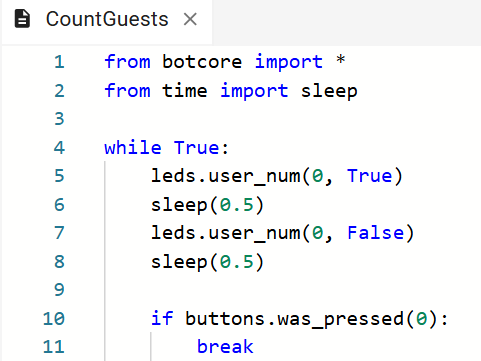 CountGuests ×
1 from botcore import *
2 from time import sleep
3
4 while True:
5     leds.user_num(0, True)
6     sleep(0.5)
7     leds.user_num(0, False)
8     sleep(0.5)
9
10     if buttons.was_pressed(0):
11         break